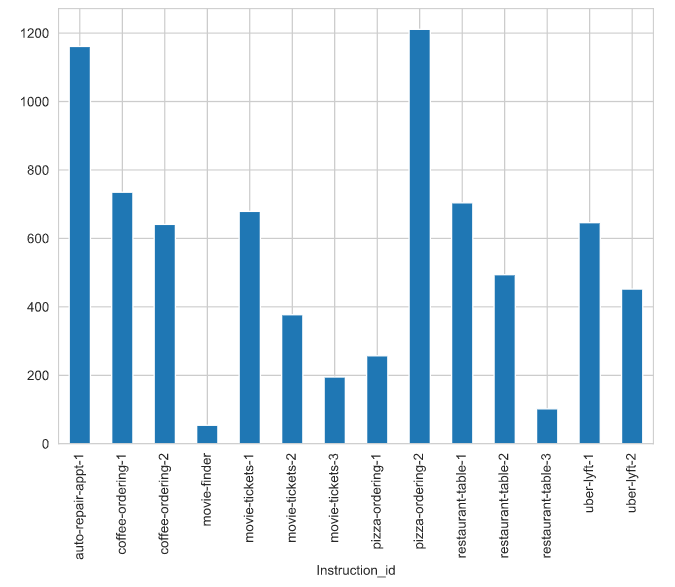 1200
1000
800
600
400
200
0
auto-repair-appt-1
coffee-ordering-1
coffee-ordering-2
movie-finder
movie-tickets-1
movie-tickets-2
movie-tickets-3
pizza-ordering-1
pizza-ordering-2
restaurant-table-1
restaurant-table-2
restaurant-table-3
uber-lyft-1
uber-lyft-2
Instruction_id